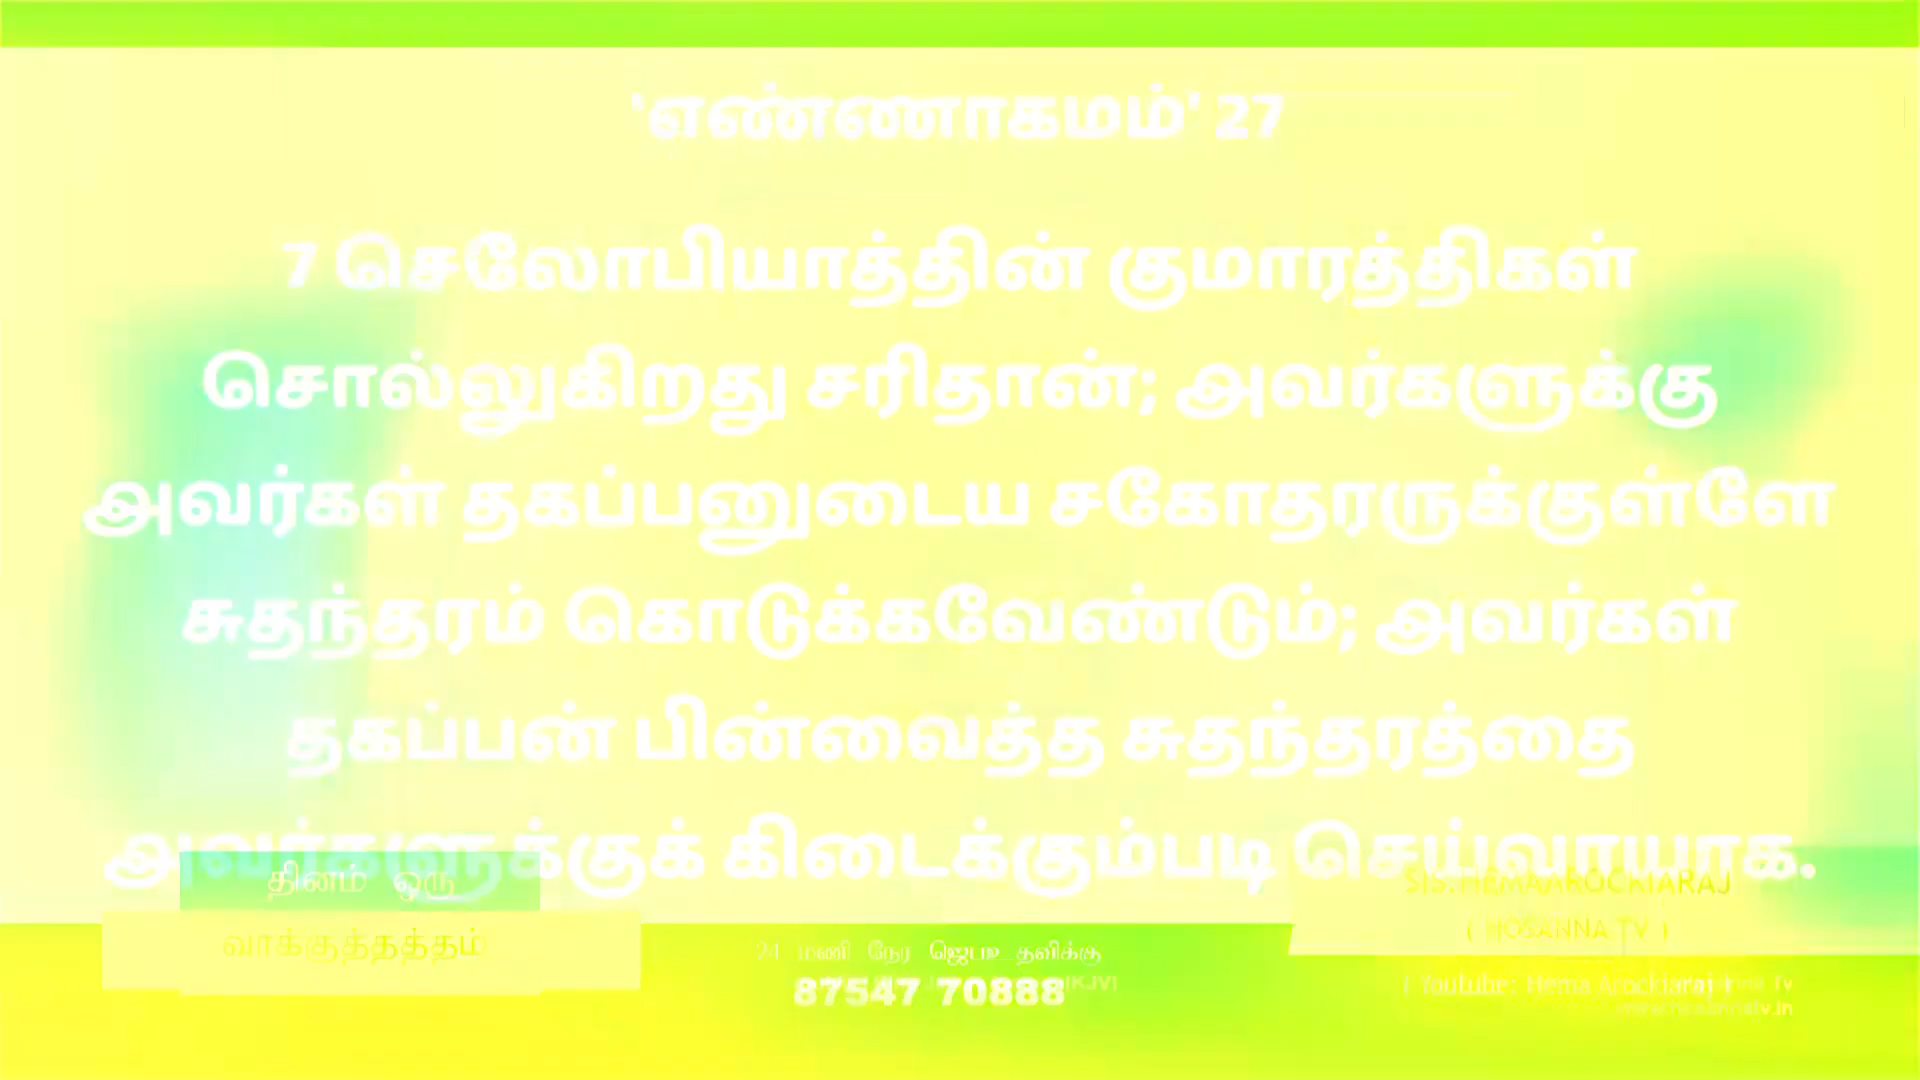 'எண்ணாகமம்' 27
7 செலோபியாத்தின் குமாரத்திகள்
சொல்லுகிறது சரிதான்; அவர்களுக்கு
அவர்கள் தகப்பனுடைய சகோதரருக்குள்ளே
சுதந்தரம் கொடுக்கவேண்டும்; அவர்கள்
தகப்பன் பின்வைத்த சுதந்தரத்தை
அவர்களுக்குக் கிடைக்கும்படி செய்வாயாக.
தினம் ஒரு
வாக்குத்தத்தம்
24 மணி நேர ஜெப
87547 70888
SIS. HEMAAROCKIARAJ
( HOSANNA TV )
Youtube: Hema Arockiaraj